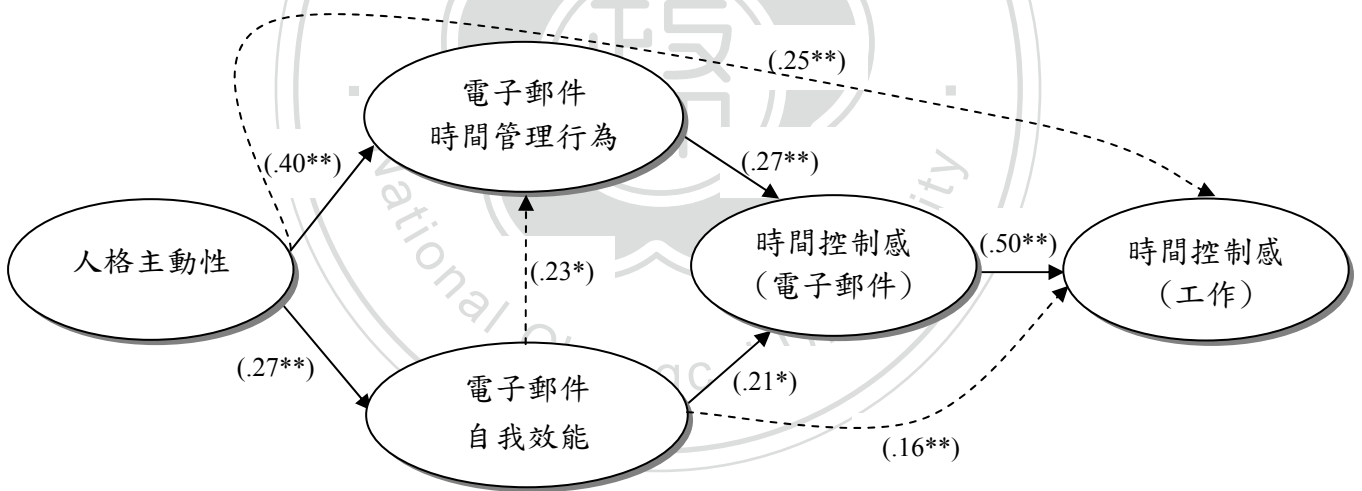 (.25**)
電子郵件
時間管理行為
(.40**)
(.27**)
人格主動性
(.23*)
時間控制感
（電子郵件）
(.50**)
時間控制感
（工作）
(.27**)
電子郵件
自我效能
(.21*)
(.16**)